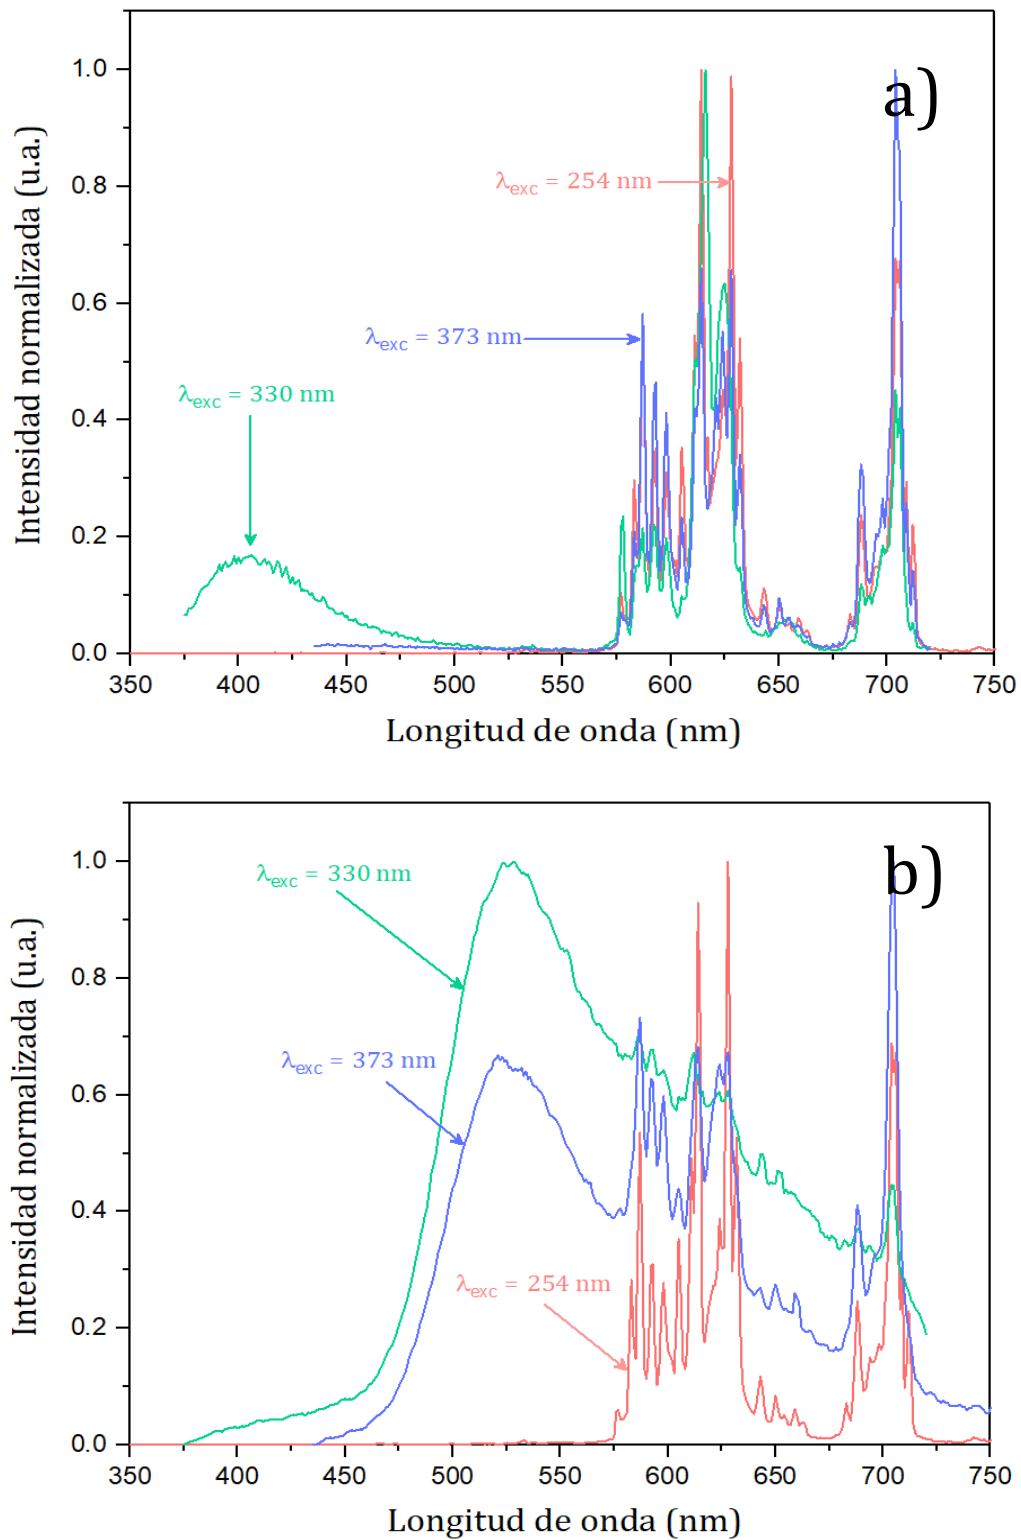 a)
Intensidad normalizada (u.a.)
1.0
0.8
0.6
0.4
0.2
0.0
λexc = 254 nm
λexc = 373 nm
λexc = 330 nm
350 400 450 500 550 600 650 700 750
Longitud de onda (nm)
b)
Intensidad normalizada (u.a.)
1.0
0.8
0.6
0.4
0.2
0.0
λexc = 330 nm
λexc = 373 nm
λexc = 254 nm
350 400 450 500 550 600 650 700 750
Longitud de onda (nm)